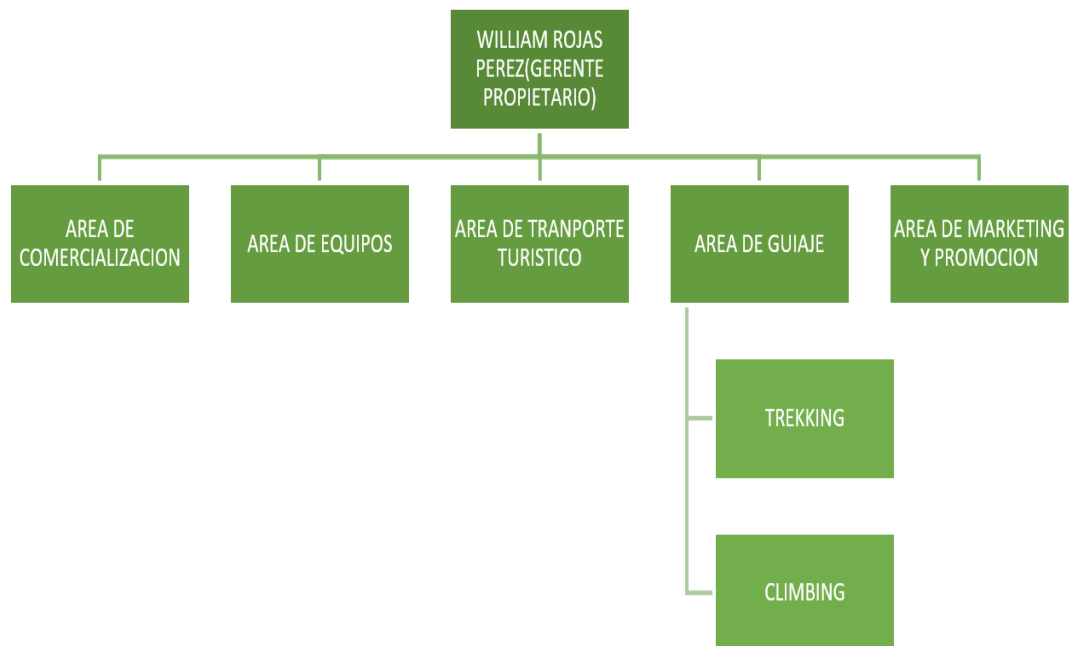 WILLIAM ROJAS
PEREZ(GERENTE
PROPIETARIO)
AREA DE
COMERCIALIZACION
AREA DE EQUIPOS
AREA DE TRANPORTE
TURISTICO
AREA DE GUIAJE
AREA DE MARKETING
Y PROMOCION
TREKKING
CLIMBING